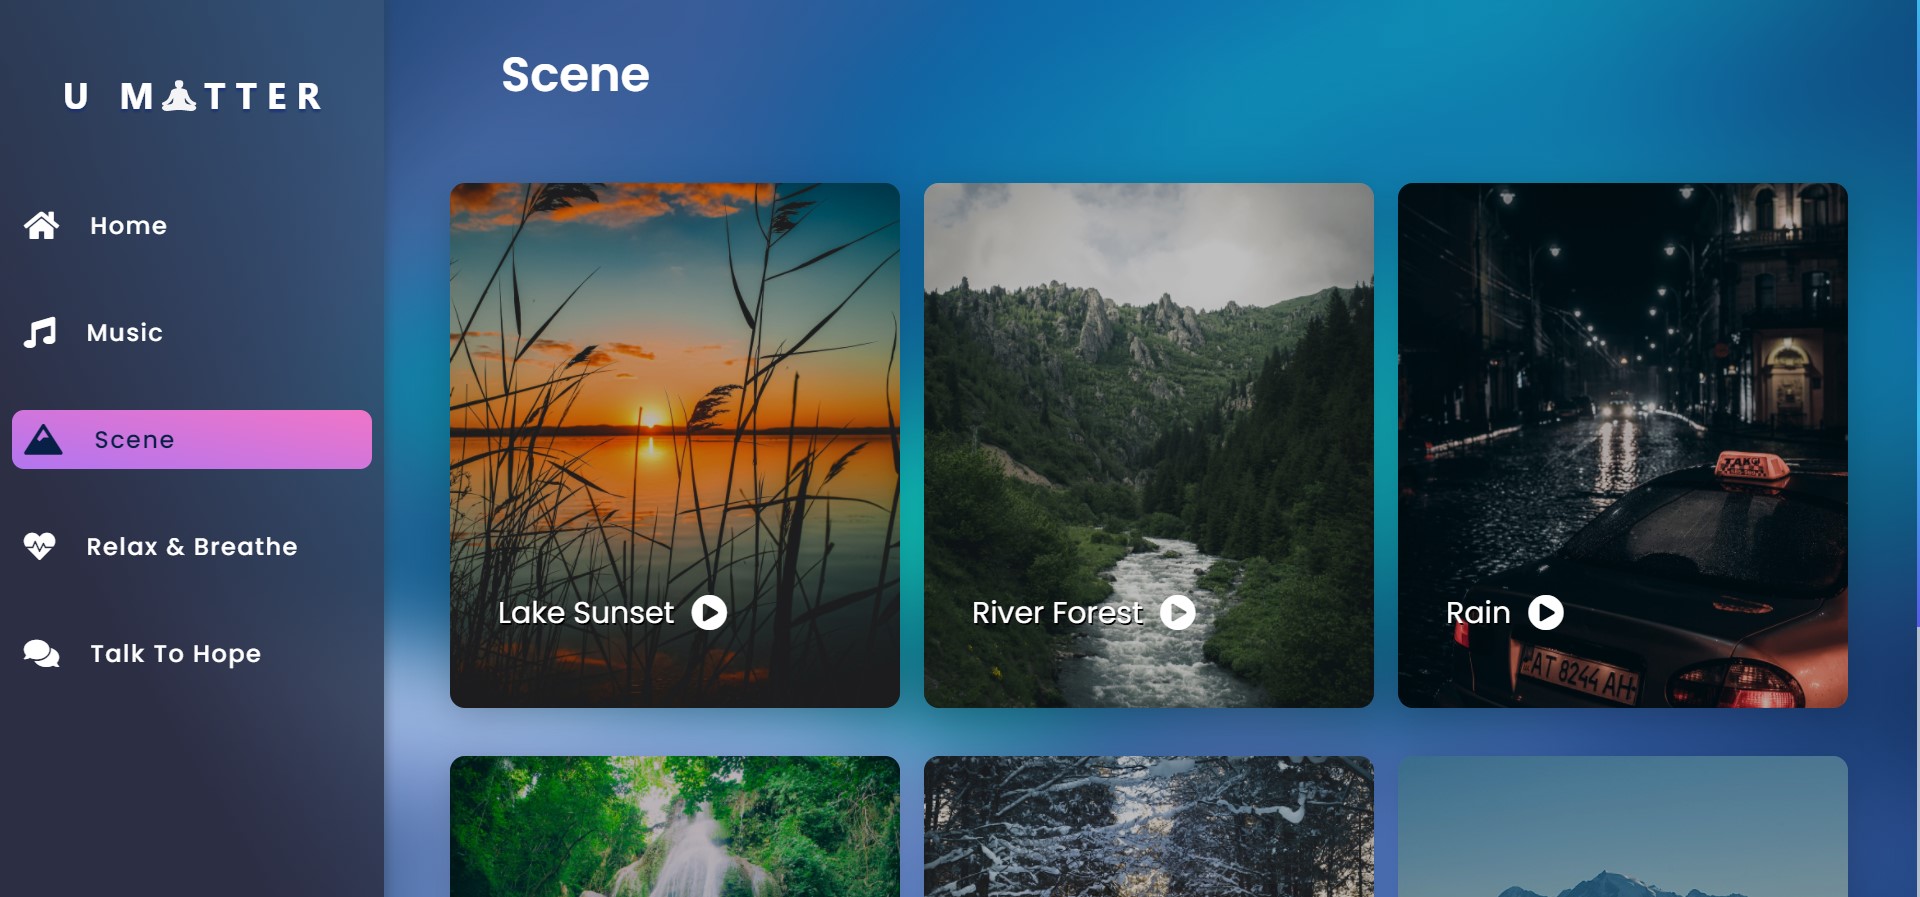 U MATTER
Home
Music
Scene
Relax & Breathe
Talk To Hope
Scene
Lake Sunset
River Forest
Rain
TAXI
AT 8244 AH